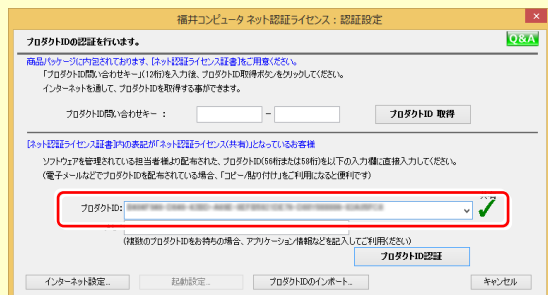 福井コンピュータ ネット認証ライセンス：認証設定
×
プロダクトIDの認証を行います。
Q&A
商品パッケージに内包されております、[ネット認証ライセンス証書]をご用意ください。
「プロダクトID問い合わせキー」(12桁)を入力後、プロダクトID取得ボタンをクリックしてください。
インターネットを通して、プロダクトIDを取得する事ができます。
プロダクトID問い合わせキー：
－
プロダクトID 取得
[ネット認証ライセンス証書]内の表記が「ネット認証ライセンス(共有)」となっているお客様
ソフトウェアを管理されている担当者様より配布された、プロダクトID(56桁または58桁)を以下の入力欄に直接入力してください。
(電子メールなどでプロダクトIDを配布されている場合、「コピー/貼り付け」をご利用になると便利です)
共有
プロダクトID:
(複数のプロダクトIDをお持ちの場合、アプリケーション情報などを記入してご利用ください)
プロダクトID認証
インターネット設定...
起動設定...
プロダクトIDのインポート...
キャンセル